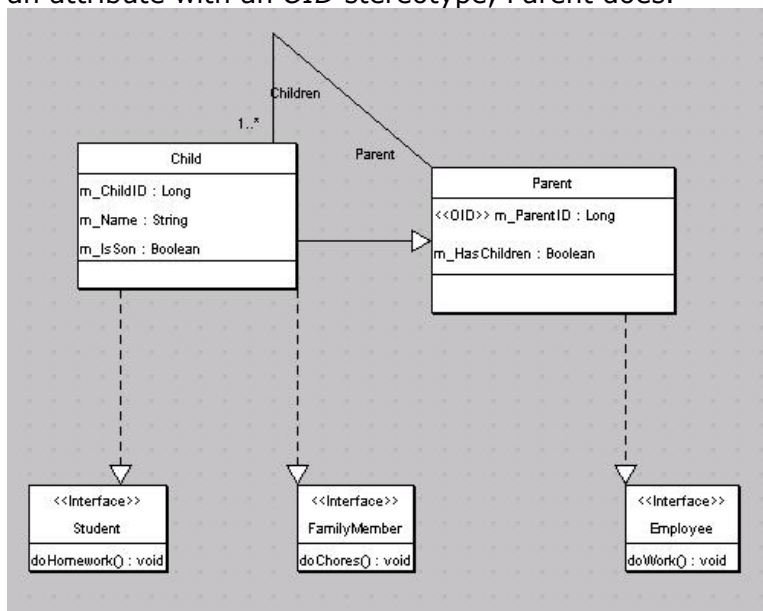 an attribute with an OID stereotype, Parent does.
Children
1..*
Parent
Child
m_ChildID : Long
m_Name : String
m_IsSon : Boolean
Parent
<<OID>> m_ParentID : Long
m_HasChildren : Boolean
<<Interface>>
Student
doHomework() : void
<<Interface>>
FamilyMember
doChores() : void
<<Interface>>
Employee
doWork() : void